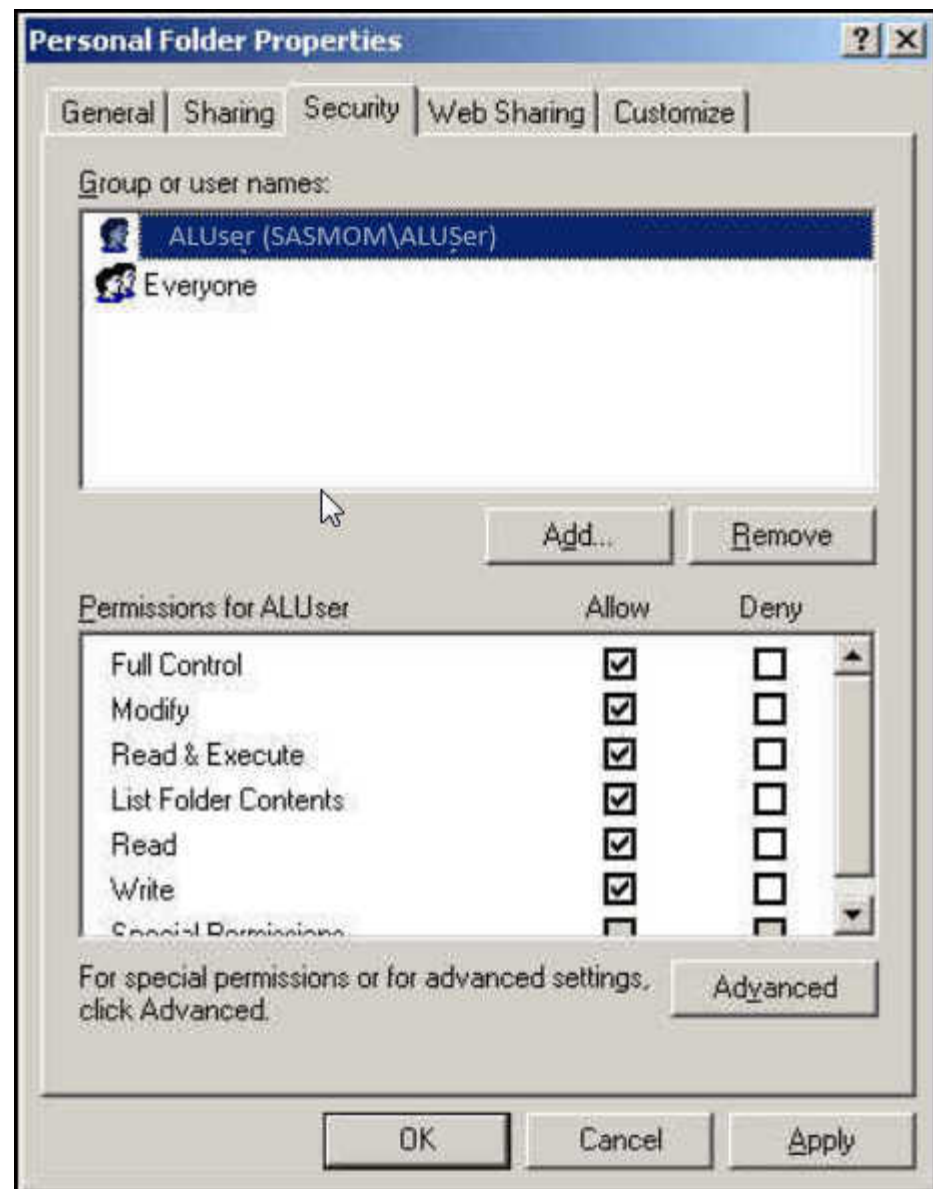 Personal Folder Properties
General Sharing Security Web Sharing Customize
Group or user names:
ALUser (SASMOM\ALUSer)
Everyone
Add... Remove
Permissions for ALUser Allow Deny
Full Control
Modify
Read & Execute
List Folder Contents
Read
Write
Special Permissions
For special permissions or for advanced settings,
click Advanced.
Advanced
OK Cancel Apply